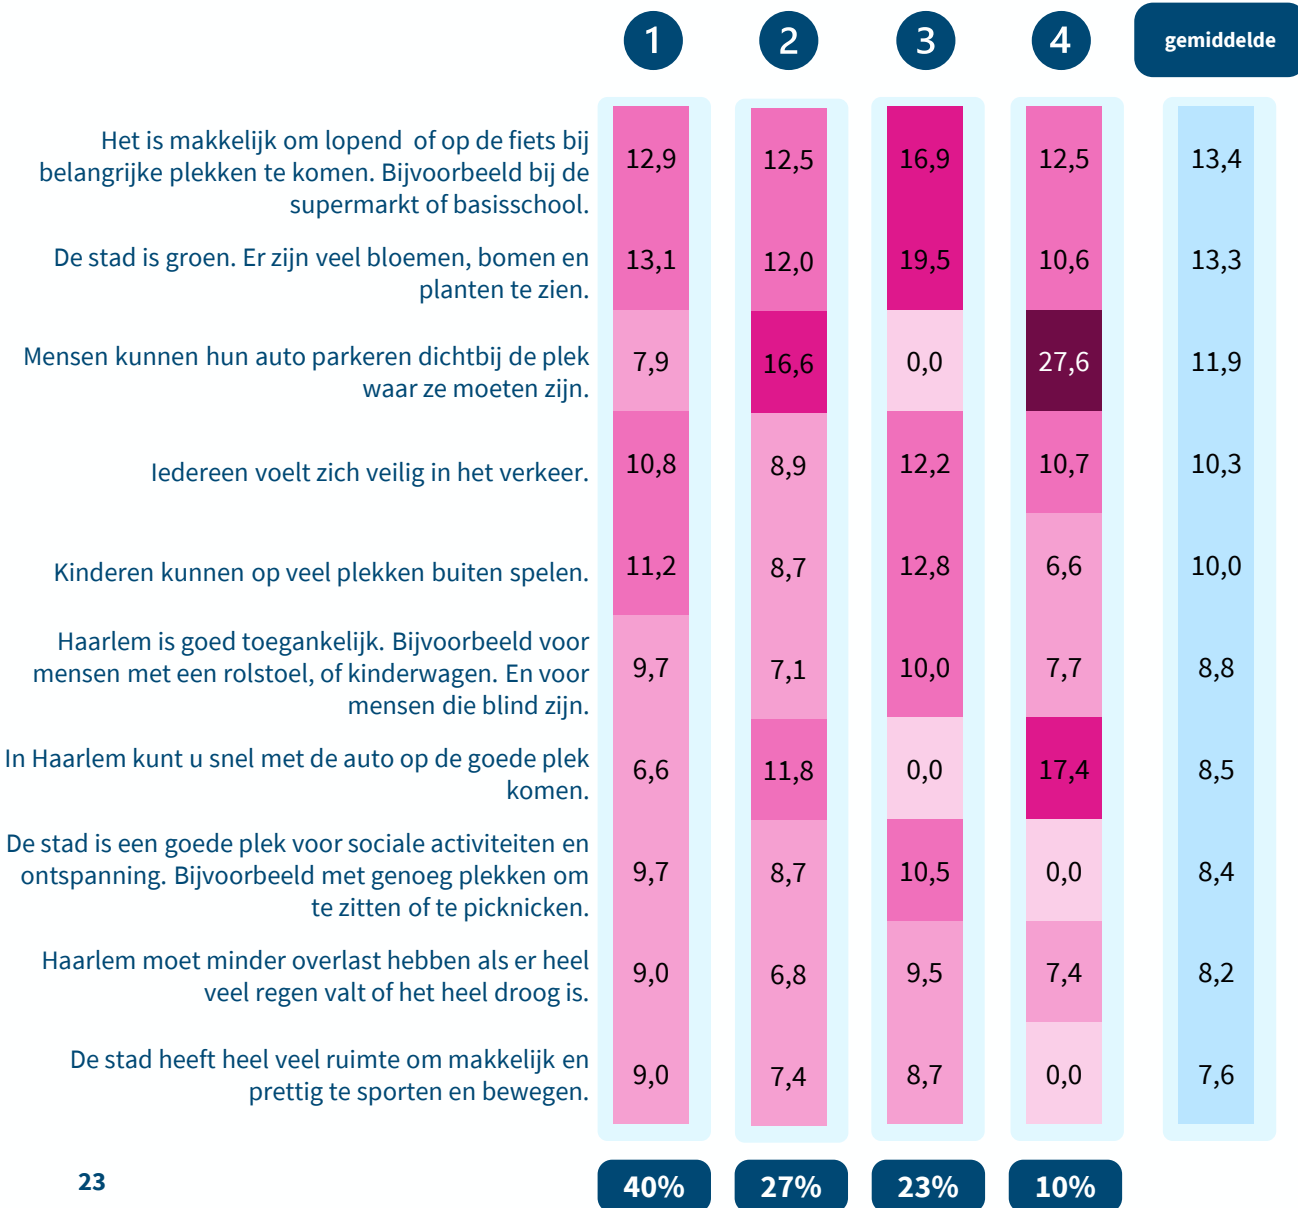 1 2 3 4 gemiddelde
Het is makkelijk om lopend of op de fiets bij
belangrijke plekken te komen. Bijvoorbeeld bij de
supermarkt of basisschool.
12,9 12,5 16,9 12,5 13,4
De stad is groen. Er zijn veel bloemen, bomen en
planten te zien.
13,1 12,0 19,5 10,6 13,3
Mensen kunnen hun auto parkeren dichtbij de plek
waar ze moeten zijn.
7,9 16,6 0,0 27,6 11,9
Iedereen voelt zich veilig in het verkeer.
10,8 8,9 12,2 10,7 10,3
Kinderen kunnen op veel plekken buiten spelen.
11,2 8,7 12,8 6,6 10,0
Haarlem is goed toegankelijk. Bijvoorbeeld voor
mensen met een rolstoel, of kinderwagen. En voor
mensen die blind zijn.
9,7 7,1 10,0 7,7 8,8
In Haarlem kunt u snel met de auto op de goede plek
komen.
6,6 11,8 0,0 17,4 8,5
De stad is een goede plek voor sociale activiteiten en
ontspanning. Bijvoorbeeld met genoeg plekken om
te zitten of te picknicken.
9,7 8,7 10,5 0,0 8,4
Haarlem moet minder overlast hebben als er heel
veel regen valt of het heel droog is.
9,0 6,8 9,5 7,4 8,2
De stad heeft heel veel ruimte om makkelijk en
prettig te sporten en bewegen.
9,0 7,4 8,7 0,0 7,6
23
40% 27% 23% 10%